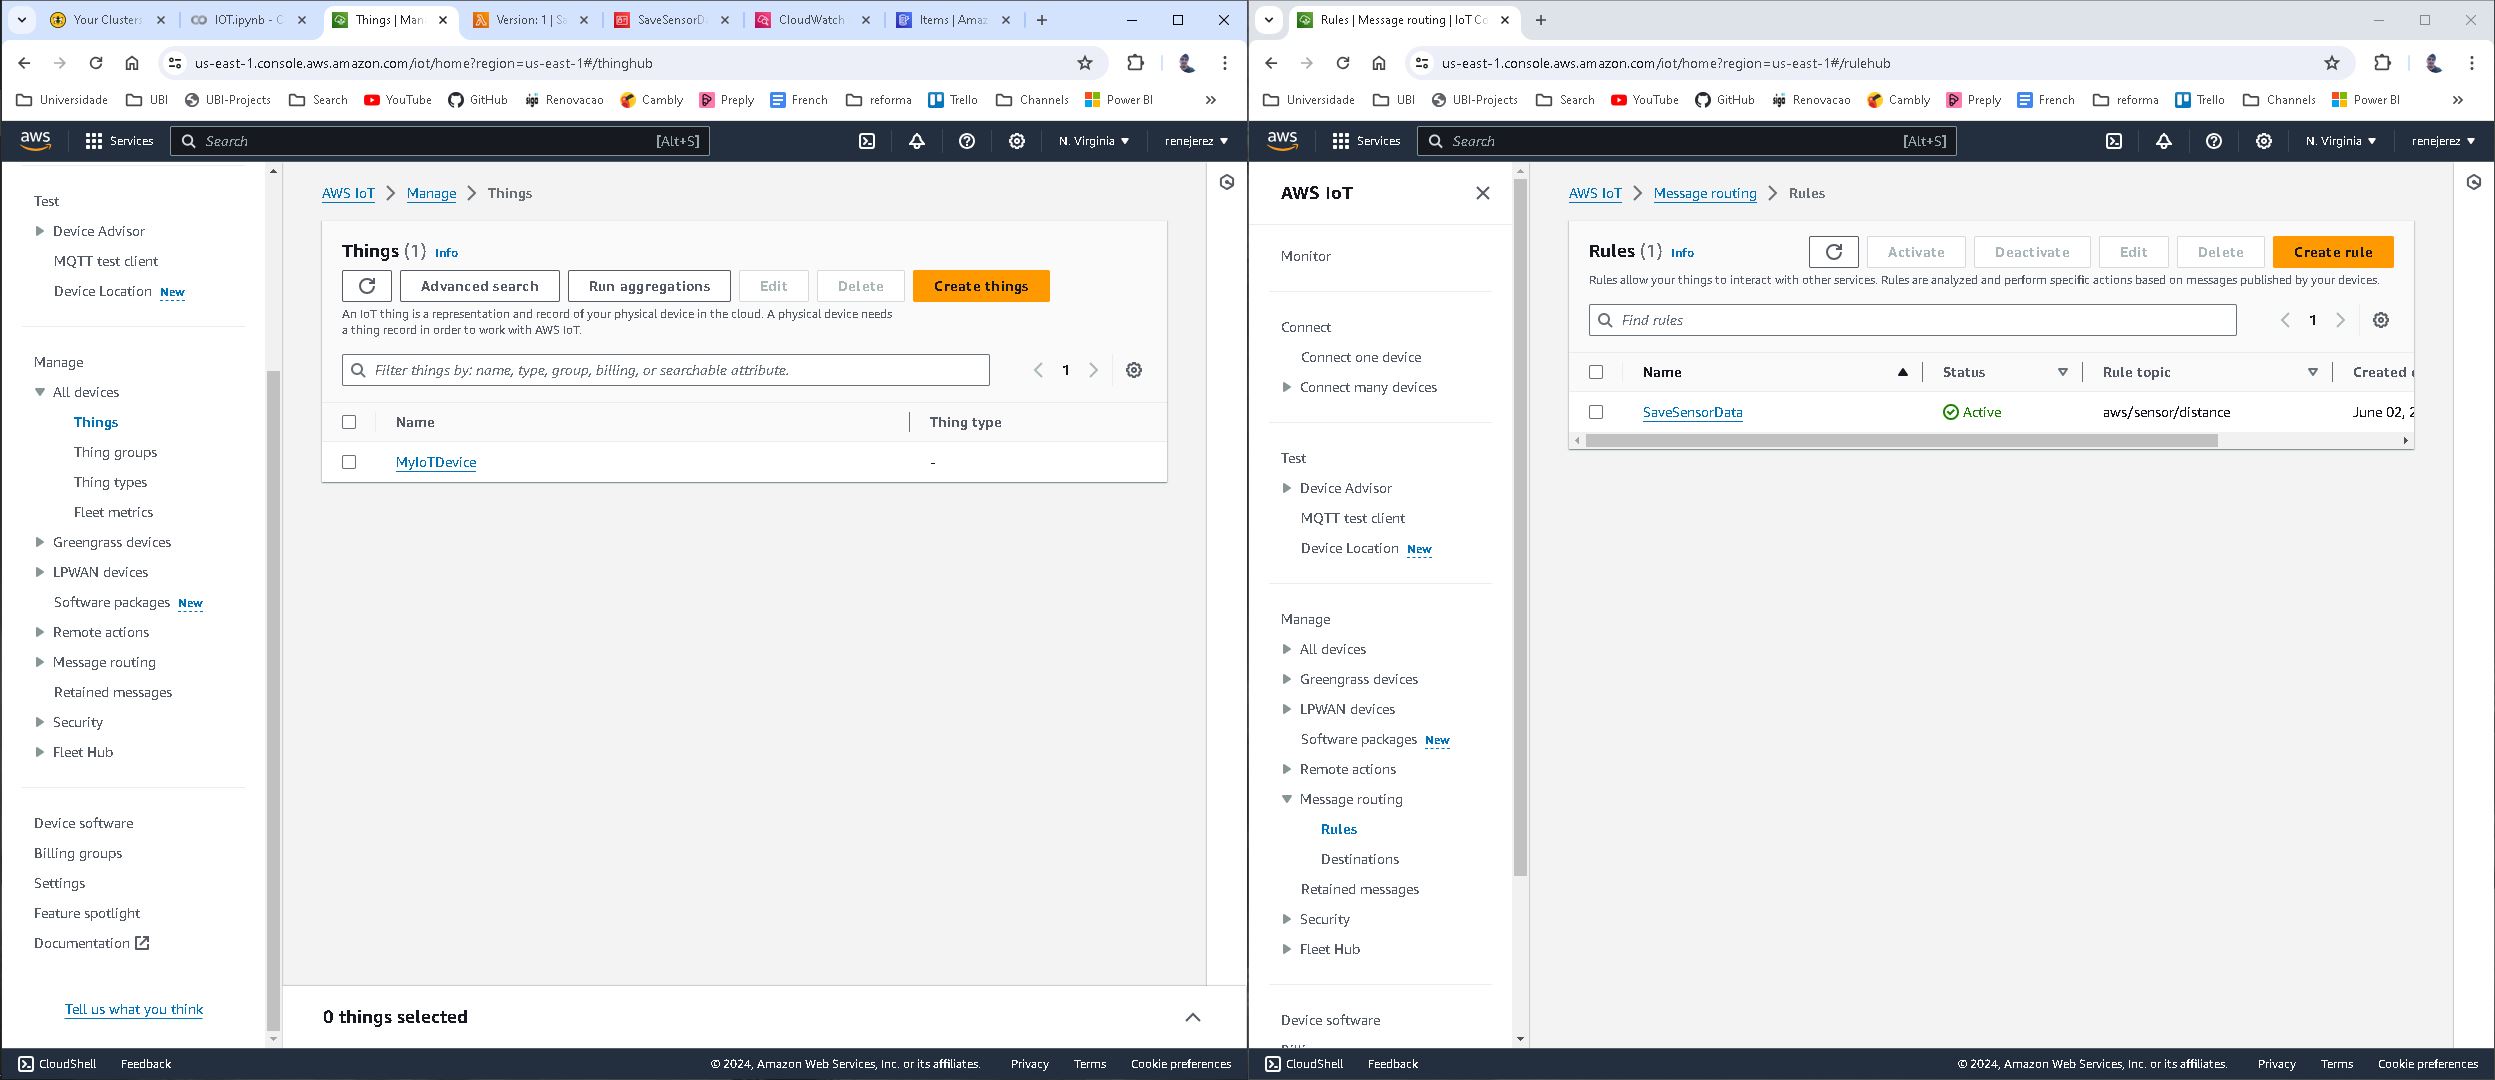 Your Clusters
IOT.ipynb - C
Things | Man
Version: 1 | Sa
SaveSensorD
CloudWatch
Items | Amaz
us-east-1.console.aws.amazon.com/iot/home?region=us-east-1#/thinghub
Universidade
UBI
UBI-Projects
Search
YouTube
GitHub
Renovacao
Cambly
Preply
French
reforma
Trello
Channels
Power BI
aws
Services
Search
[Alt+S]
N. Virginia
renejerez
Test
Device Advisor
MQTT test client
Device Location New
Manage
All devices
Things
Thing groups
Thing types
Fleet metrics
Greengrass devices
LPWAN devices
Software packages New
Remote actions
Message routing
Retained messages
Security
Fleet Hub
Device software
Billing groups
Settings
Feature spotlight
Documentation
Tell us what you think
AWS IoT
Manage
Things
Things (1) Info
Advanced search
Run aggregations
Edit
Delete
Create things
An IoT thing is a representation and record of your physical device in the cloud. A physical device needs
a thing record in order to work with AWS IoT.
Filter things by: name, type, group, billing, or searchable attribute.
1
Name
Thing type
MyIoTDevice
-
0 things selected
CloudShell
Feedback
© 2024, Amazon Web Services, Inc. or its affiliates.
Privacy
Terms
Cookie preferences
Rules | Message routing | IoT Co
us-east-1.console.aws.amazon.com/iot/home?region=us-east-1#/rulehub
Universidade
UBI
UBI-Projects
Search
YouTube
GitHub
Renovacao
Cambly
Preply
French
reforma
Trello
Channels
Power BI
aws
Services
Search
[Alt+S]
N. Virginia
renejerez
AWS IoT
Monitor
Connect
Connect one device
Connect many devices
Test
Device Advisor
MQTT test client
Device Location New
Manage
All devices
Greengrass devices
LPWAN devices
Software packages New
Remote actions
Message routing
Rules
Destinations
Retained messages
Security
Fleet Hub
Device software
AWS IoT
Message routing
Rules
Rules (1) Info
Activate
Deactivate
Edit
Delete
Create rule
Rules allow your things to interact with other services. Rules are analyzed and perform specific actions based on messages published by your devices.
Find rules
1
Name
Status
Rule topic
Created
SaveSensorData
Active
aws/sensor/distance
June 02, 2
CloudShell
Feedback
© 2024, Amazon Web Services, Inc. or its affiliates.
Privacy
Terms
Cookie preferences